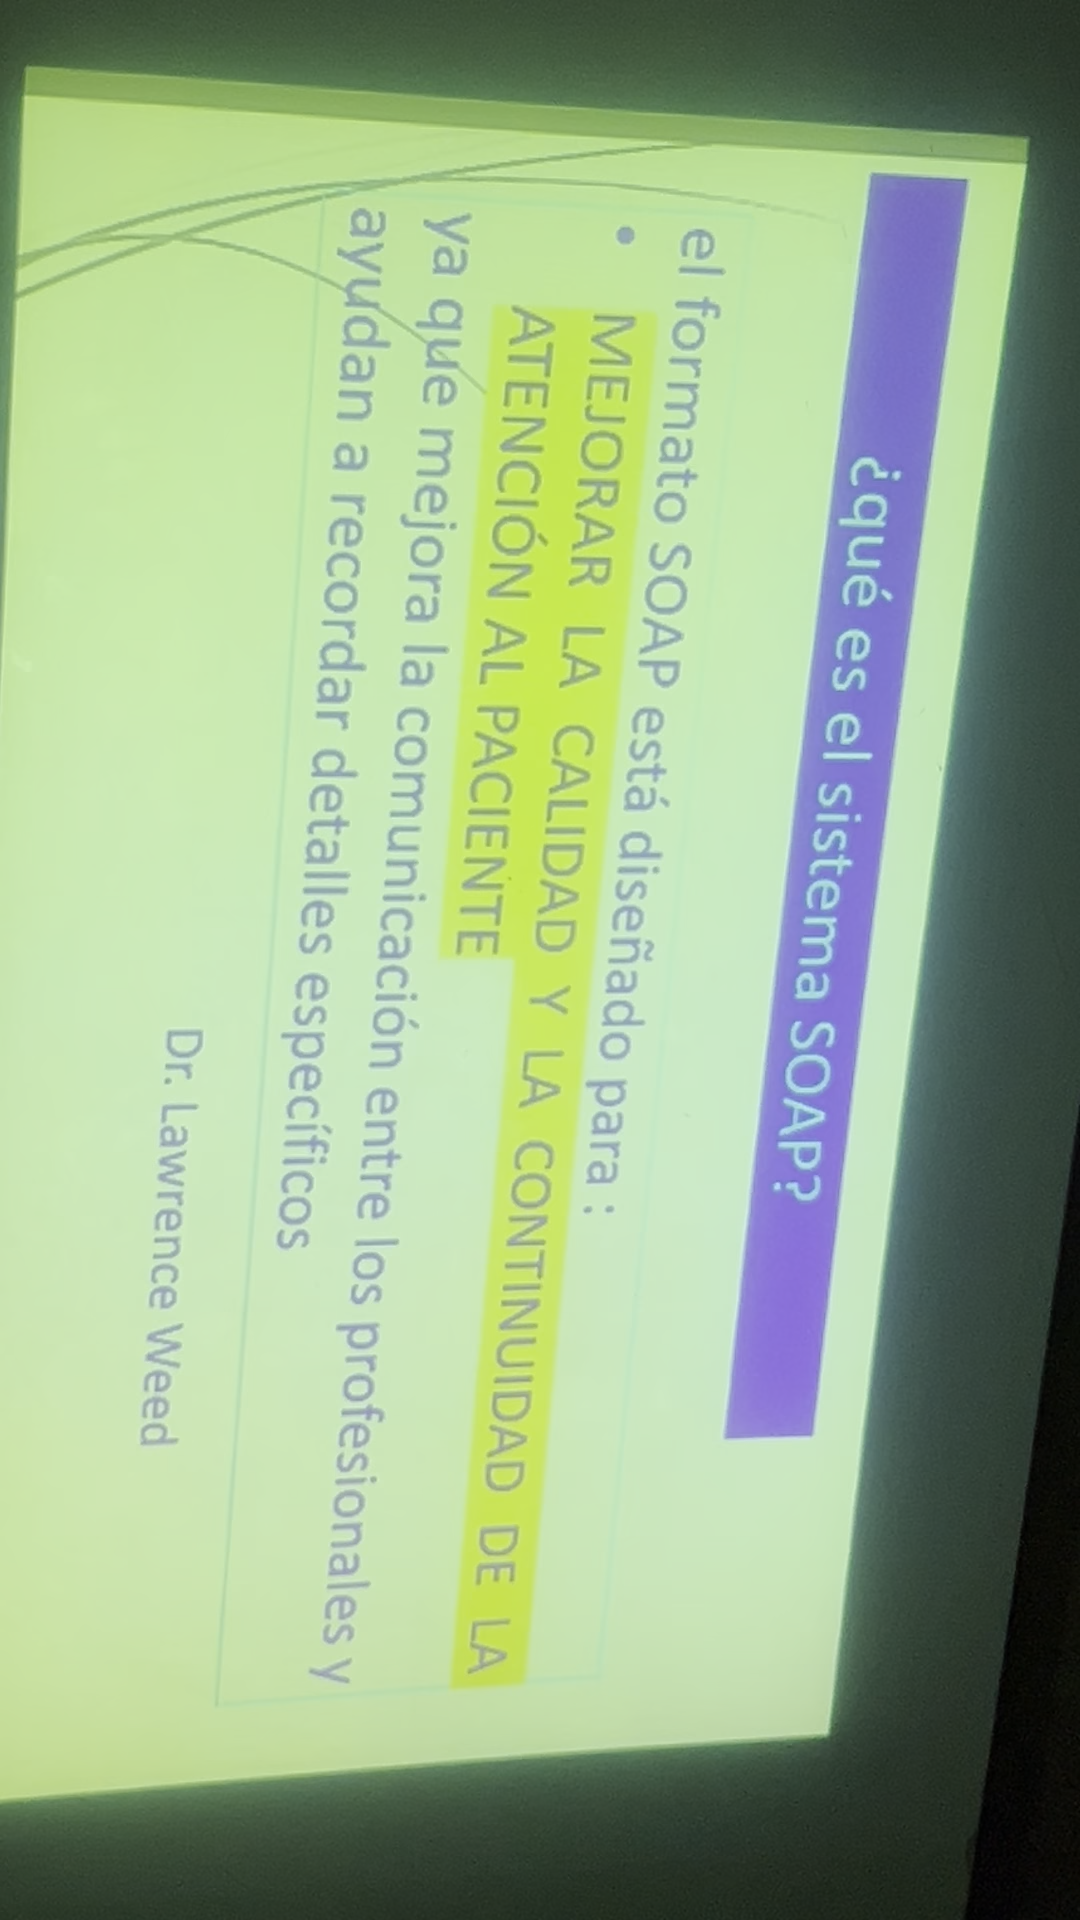 ¿qué es el sistema SOAP?
el formato SOAP está diseñado para :
• MEJORAR LA CALIDAD Y LA CONTINUIDAD DE LA
ATENCIÓN AL PACIENTE
ya que mejora la comunicación entre los profesionales y
ayudan a recordar detalles específicos
Dr. Lawrence Weed